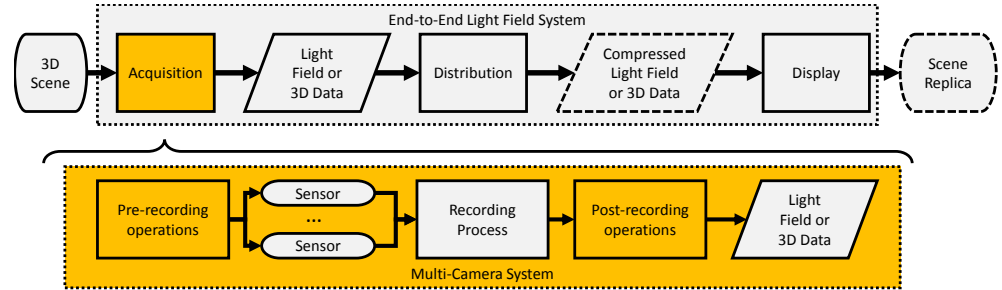 End-to-End Light Field System
3D
Scene
Acquisition
Light
Field or
3D Data
Distribution
Compressed
Light Field
or 3D Data
Display
Scene
Replica
Pre-recording
operations
Sensor
...
Sensor
Recording
Process
Post-recording
operations
Light
Field or
3D Data
Multi-Camera System